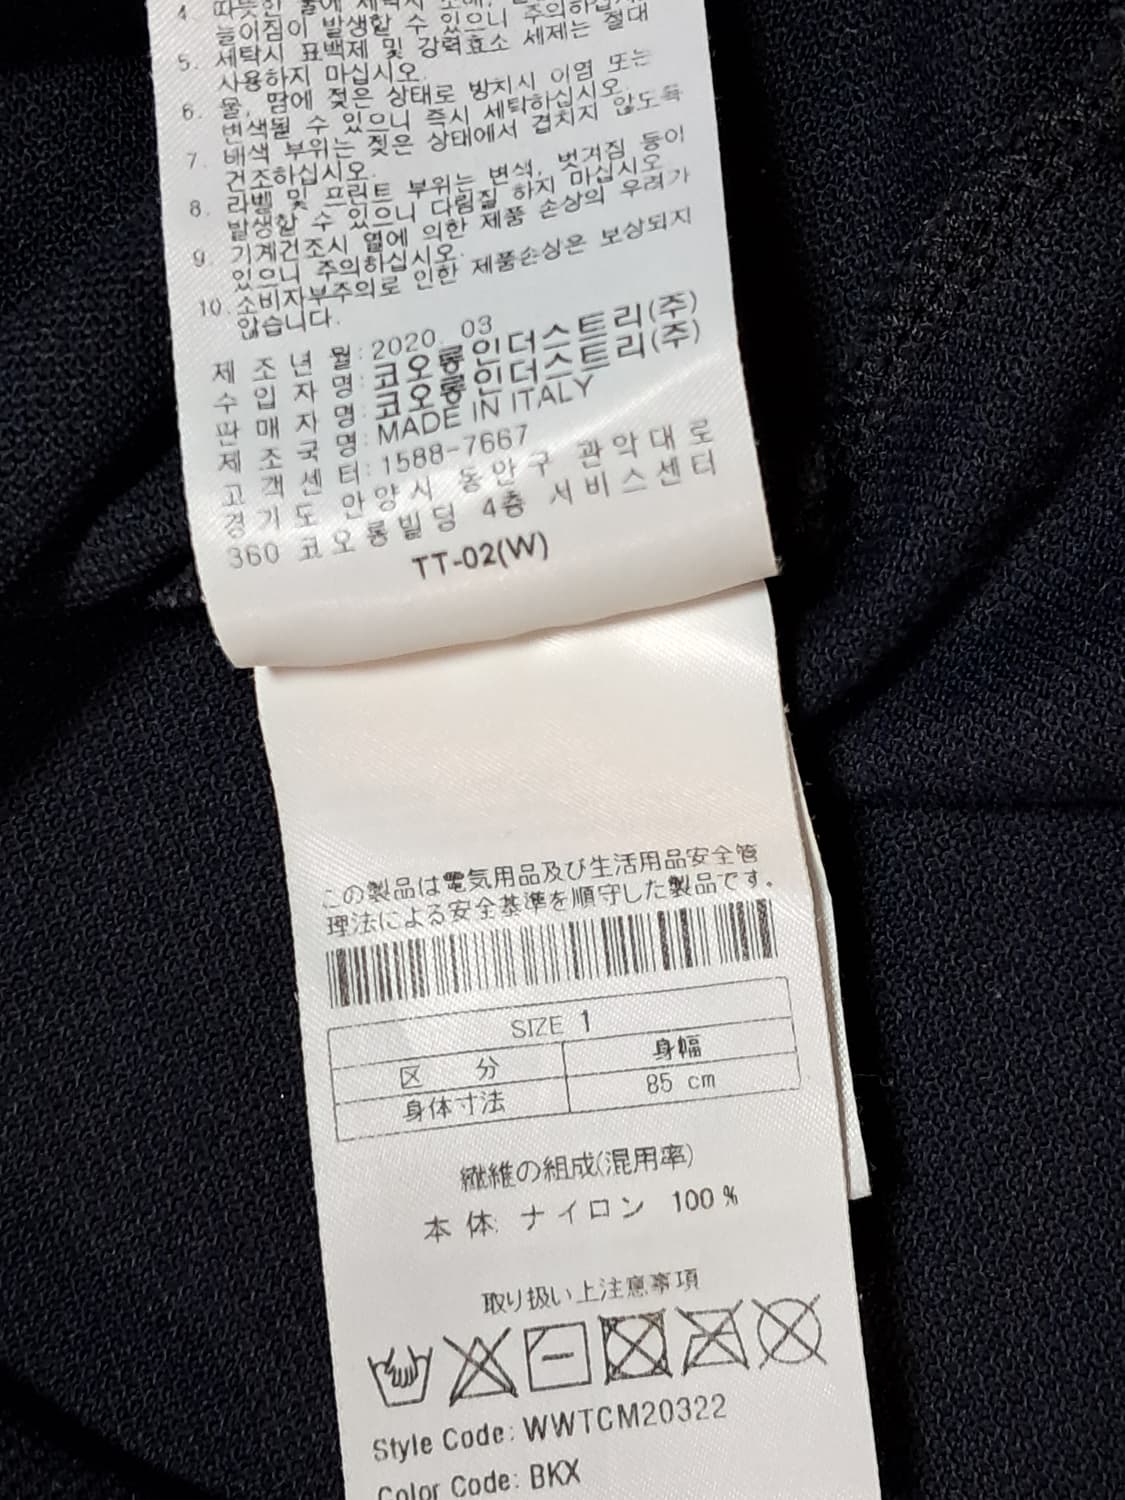 4. 따뜻한 물에 세탁시
늘어짐이 발생할 수 있으니 주의하십시오.
5. 세탁시 표백제 및 강력효소 세제는 절대
사용하지 마십시오.
6. 물, 땀에 젖은 상태로 방치시 이염 또는
변색될 수 있으니 즉시 세탁하십시오.
7. 배색 부위는 젖은 상태에서 겹치지 않도록
건조하십시오.
8. 라벨 및 프린트 부위는 변색, 벗겨짐 등이
발생할 수 있으니 다림질 하지 마십시오.
9. 기계건조시 열에 의한 제품 손상의 우려가
있으니 주의하십시오.
10. 소비자부주의로 인한 제품손상은 보상되지
않습니다.
제 조 년 월: 2020. 03
수 입 자 명: 코오롱인더스트리(주)
판 매 자 명: 코오롱인더스트리(주)
제 조 국 명: MADE IN ITALY
고 객 센 터: 1588-7667
경기도 안양시 동안구 관악대로
360 코오롱빌딩 4층 서비스센터
TT-02(W)
この製品は電気用品及び生活用品安全管
理法による安全基準を順守した製品です.
SIZE 1
区 分 身幅
身体寸法 85 cm
繊維の組成(混用率)
本 体: ナイロン 100 %
取り扱い上注意事項
Style Code: WWTCM20322
Color Code: BKX